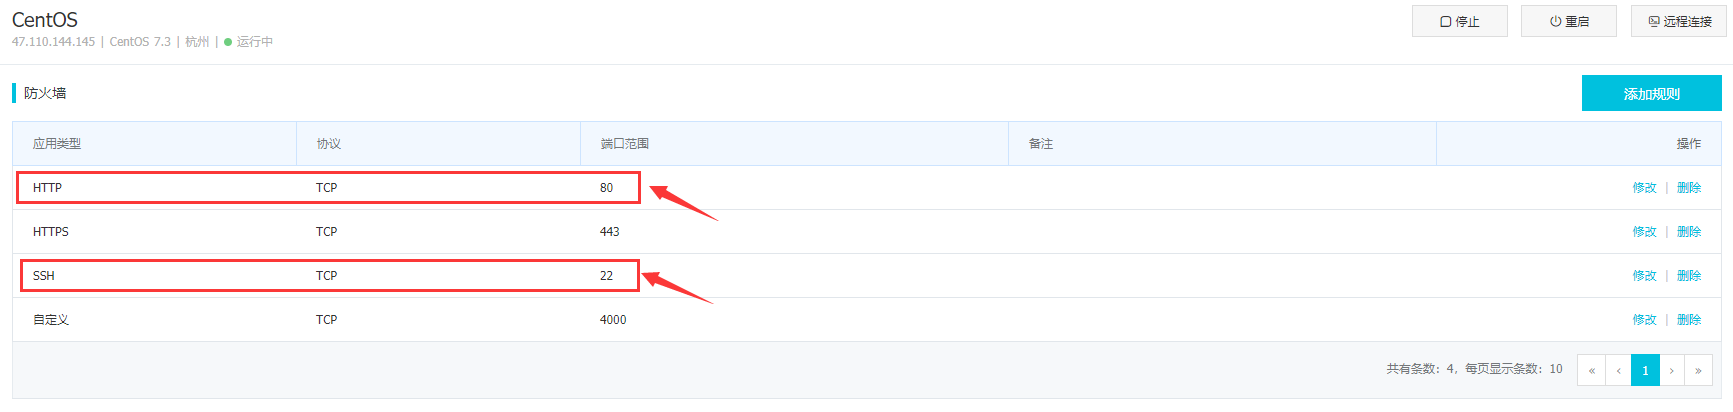 CentOS
停止 重启 远程连接
47.110.144.145 | CentOS 7.3 | 杭州 | 运行中
防火墙 添加规则
应用类型 协议 端口范围 备注 操作
HTTP TCP 80 修改 | 删除
HTTPS TCP 443 修改 | 删除
SSH TCP 22 修改 | 删除
自定义 TCP 4000 修改 | 删除
共有条数: 4, 每页显示条数: 10 « ‹ 1 › »